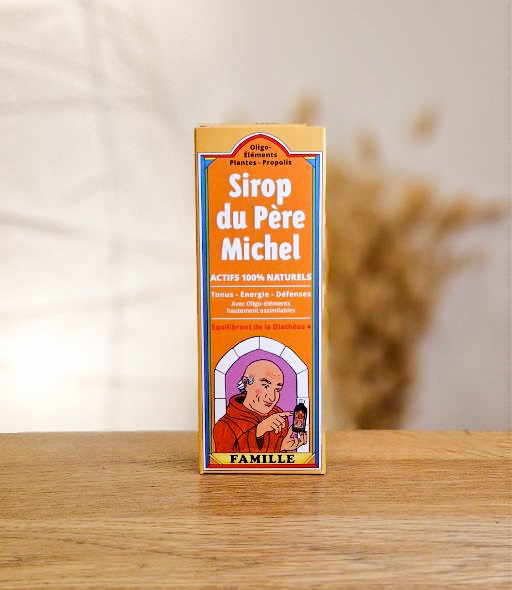 Oligo-
Éléments
Plantes - Propolis
Sirop
du Père
Michel
ACTIFS 100% NATURELS
Tonus - Energie - Défenses
Avec Oligo-éléments
hautement assimilables
Equilibrant de la Diathèse 4
FAMILLE